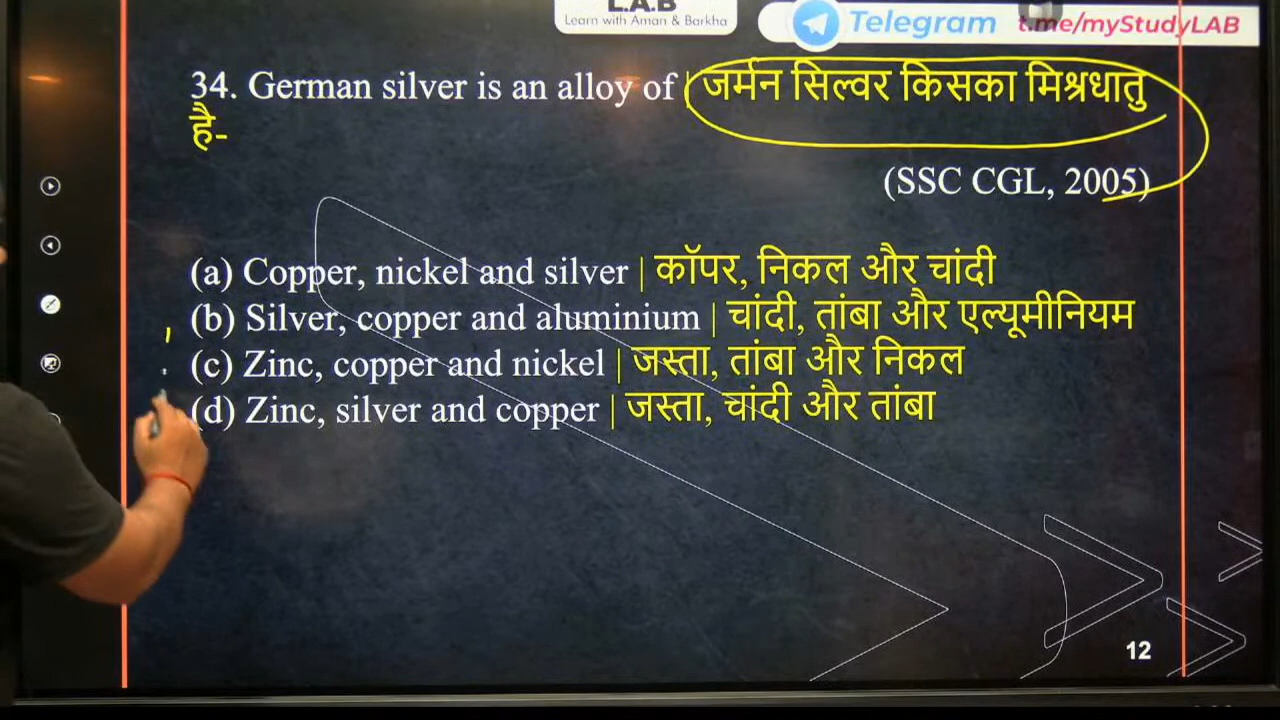 L.A.B
Learn with Aman & Barkha
Telegram t.me/myStudyLAB
34. German silver is an alloy of | जर्मन सिल्वर किसका मिश्रधातु
है-
(SSC CGL, 2005)
(a) Copper, nickel and silver | कॉपर, निकल और चांदी
(b) Silver, copper and aluminium | चांदी, तांबा और एल्यूमीनियम
(c) Zinc, copper and nickel | जस्ता, तांबा और निकल
(d) Zinc, silver and copper | जस्ता, चांदी और तांबा
12